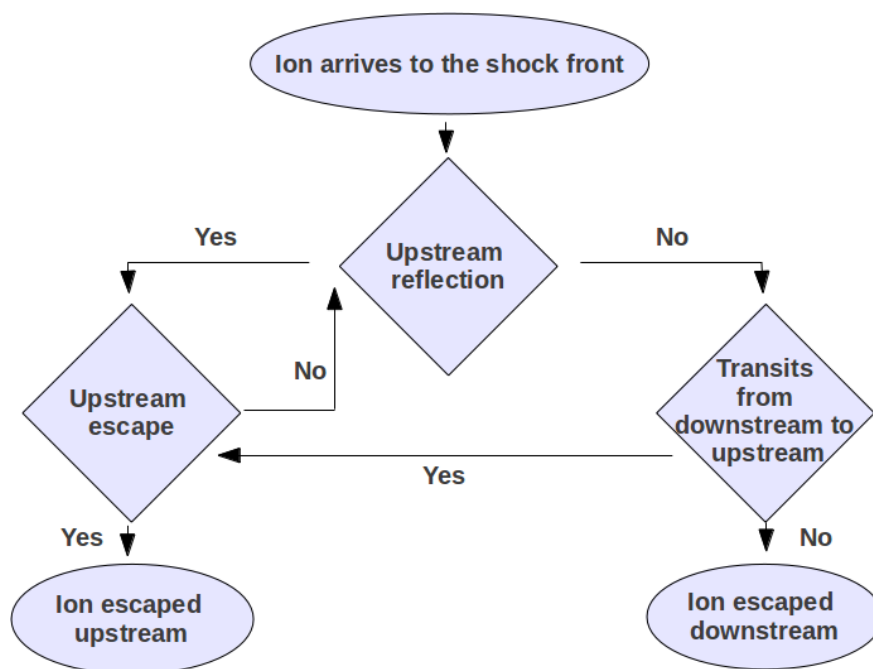 Ion arrives to the shock front
Yes
No
Upstream
reflection
No
Upstream
escape
Transits
from
downstream to
upstream
Yes
Yes
No
Ion escaped
upstream
Ion escaped
downstream